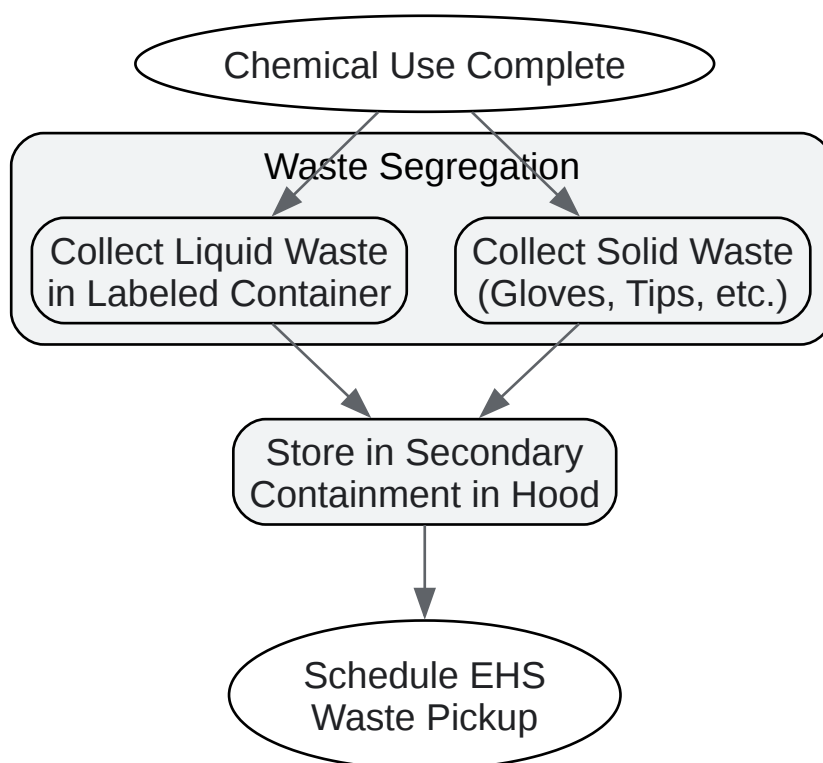 Chemical Use Complete
Waste Segregation
Collect Liquid Waste
in Labeled Container
Collect Solid Waste
(Gloves, Tips, etc.)
Store in Secondary
Containment in Hood
Schedule EHS
Waste Pickup